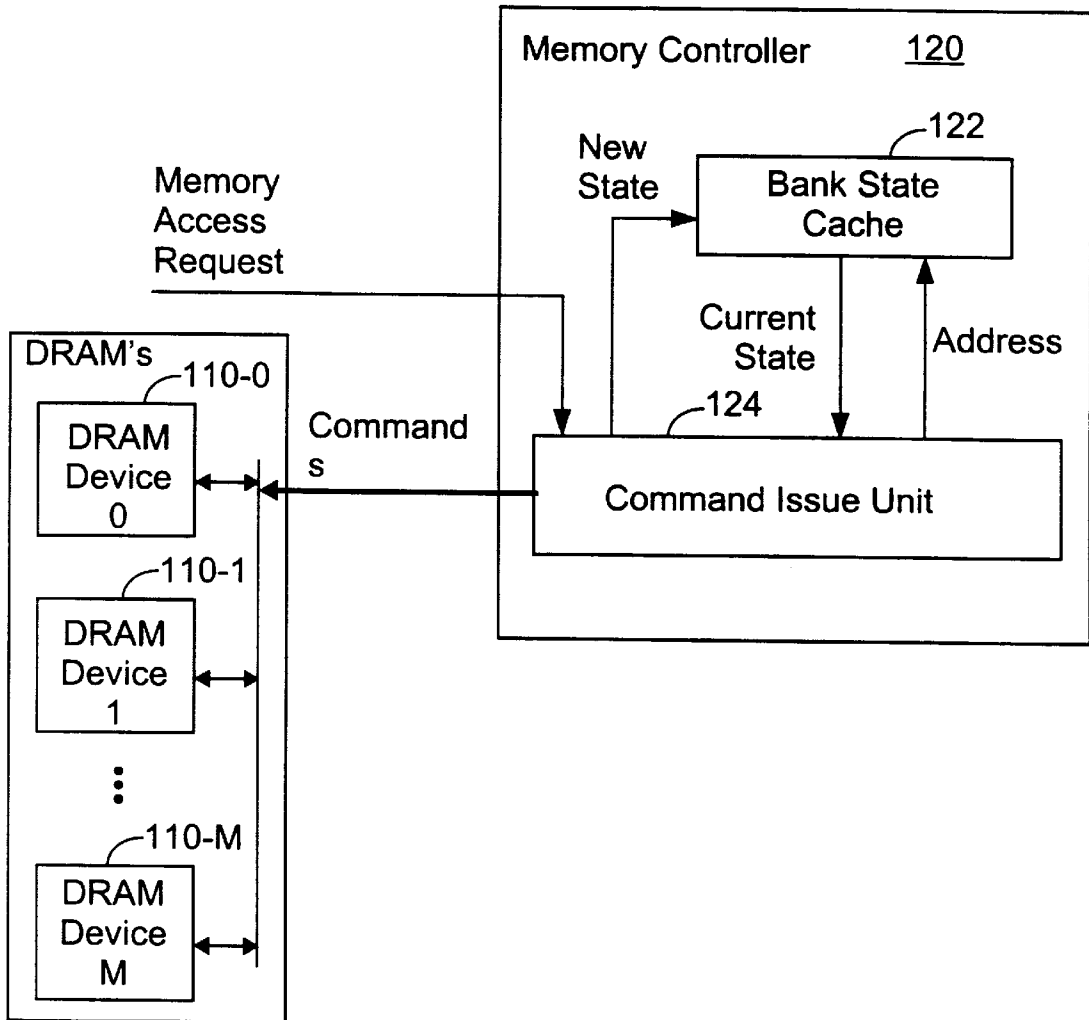 Memory Controller 120
122
New
State
Bank State
Cache
Memory
Access
Request
Current
State
Address
DRAM's
110-0
124
DRAM
Device
0
Command
s
Command Issue Unit
110-1
DRAM
Device
1
110-M
DRAM
Device
M